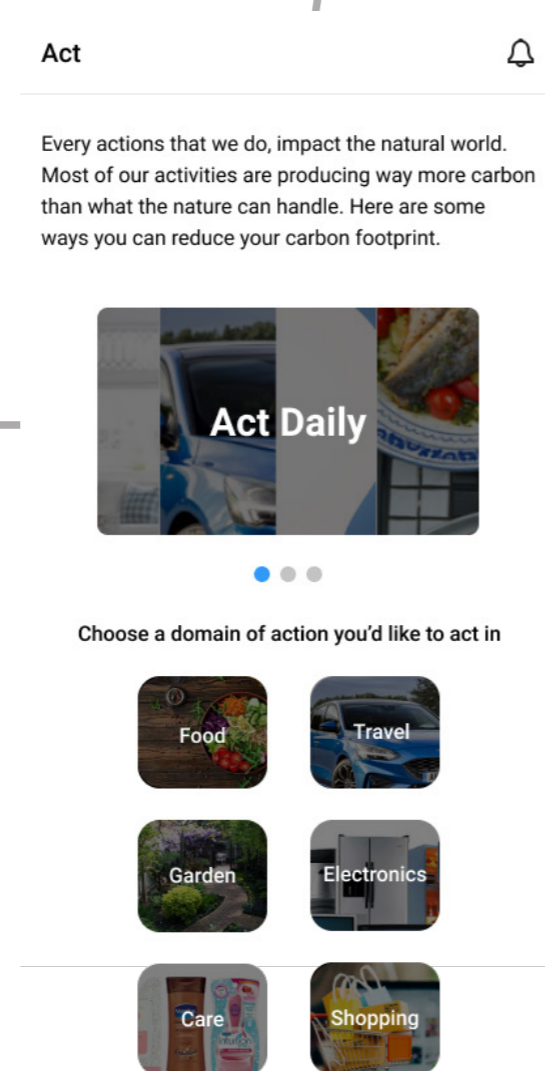 Act
Every actions that we do, impact the natural world.
Most of our activities are producing way more carbon
than what the nature can handle. Here are some
ways you can reduce your carbon footprint.
Act Daily
Choose a domain of action you'd like to act in
Food
Travel
Garden
Electronics
Care
Shopping